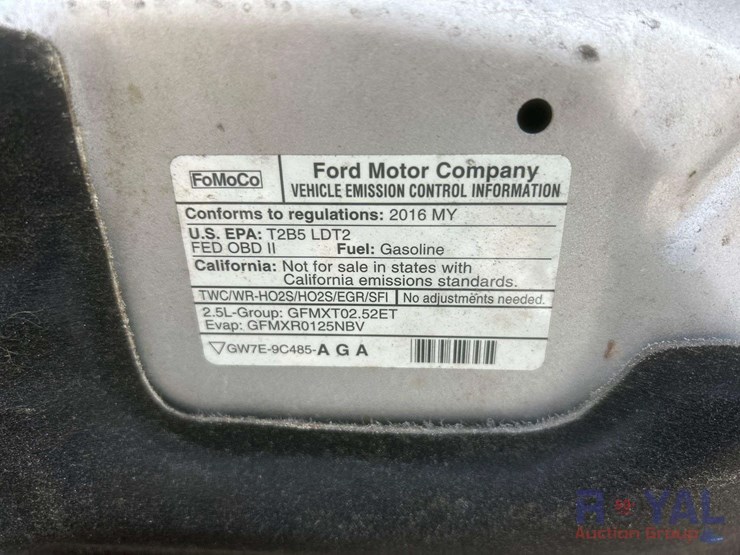 FoMoCo
Ford Motor Company
VEHICLE EMISSION CONTROL INFORMATION
Conforms to regulations: 2016 MY
U.S. EPA: T2B5 LDT2
FED OBD II Fuel: Gasoline
California: Not for sale in states with
California emissions standards.
TWC/WR-HO2S/HO2S/EGR/SFI No adjustments needed.
2.5L-Group: GFMXT02.52ET
Evap: GFMXR0125NBV
GW7E-9C485-A G A
ROYAL
Auction Group